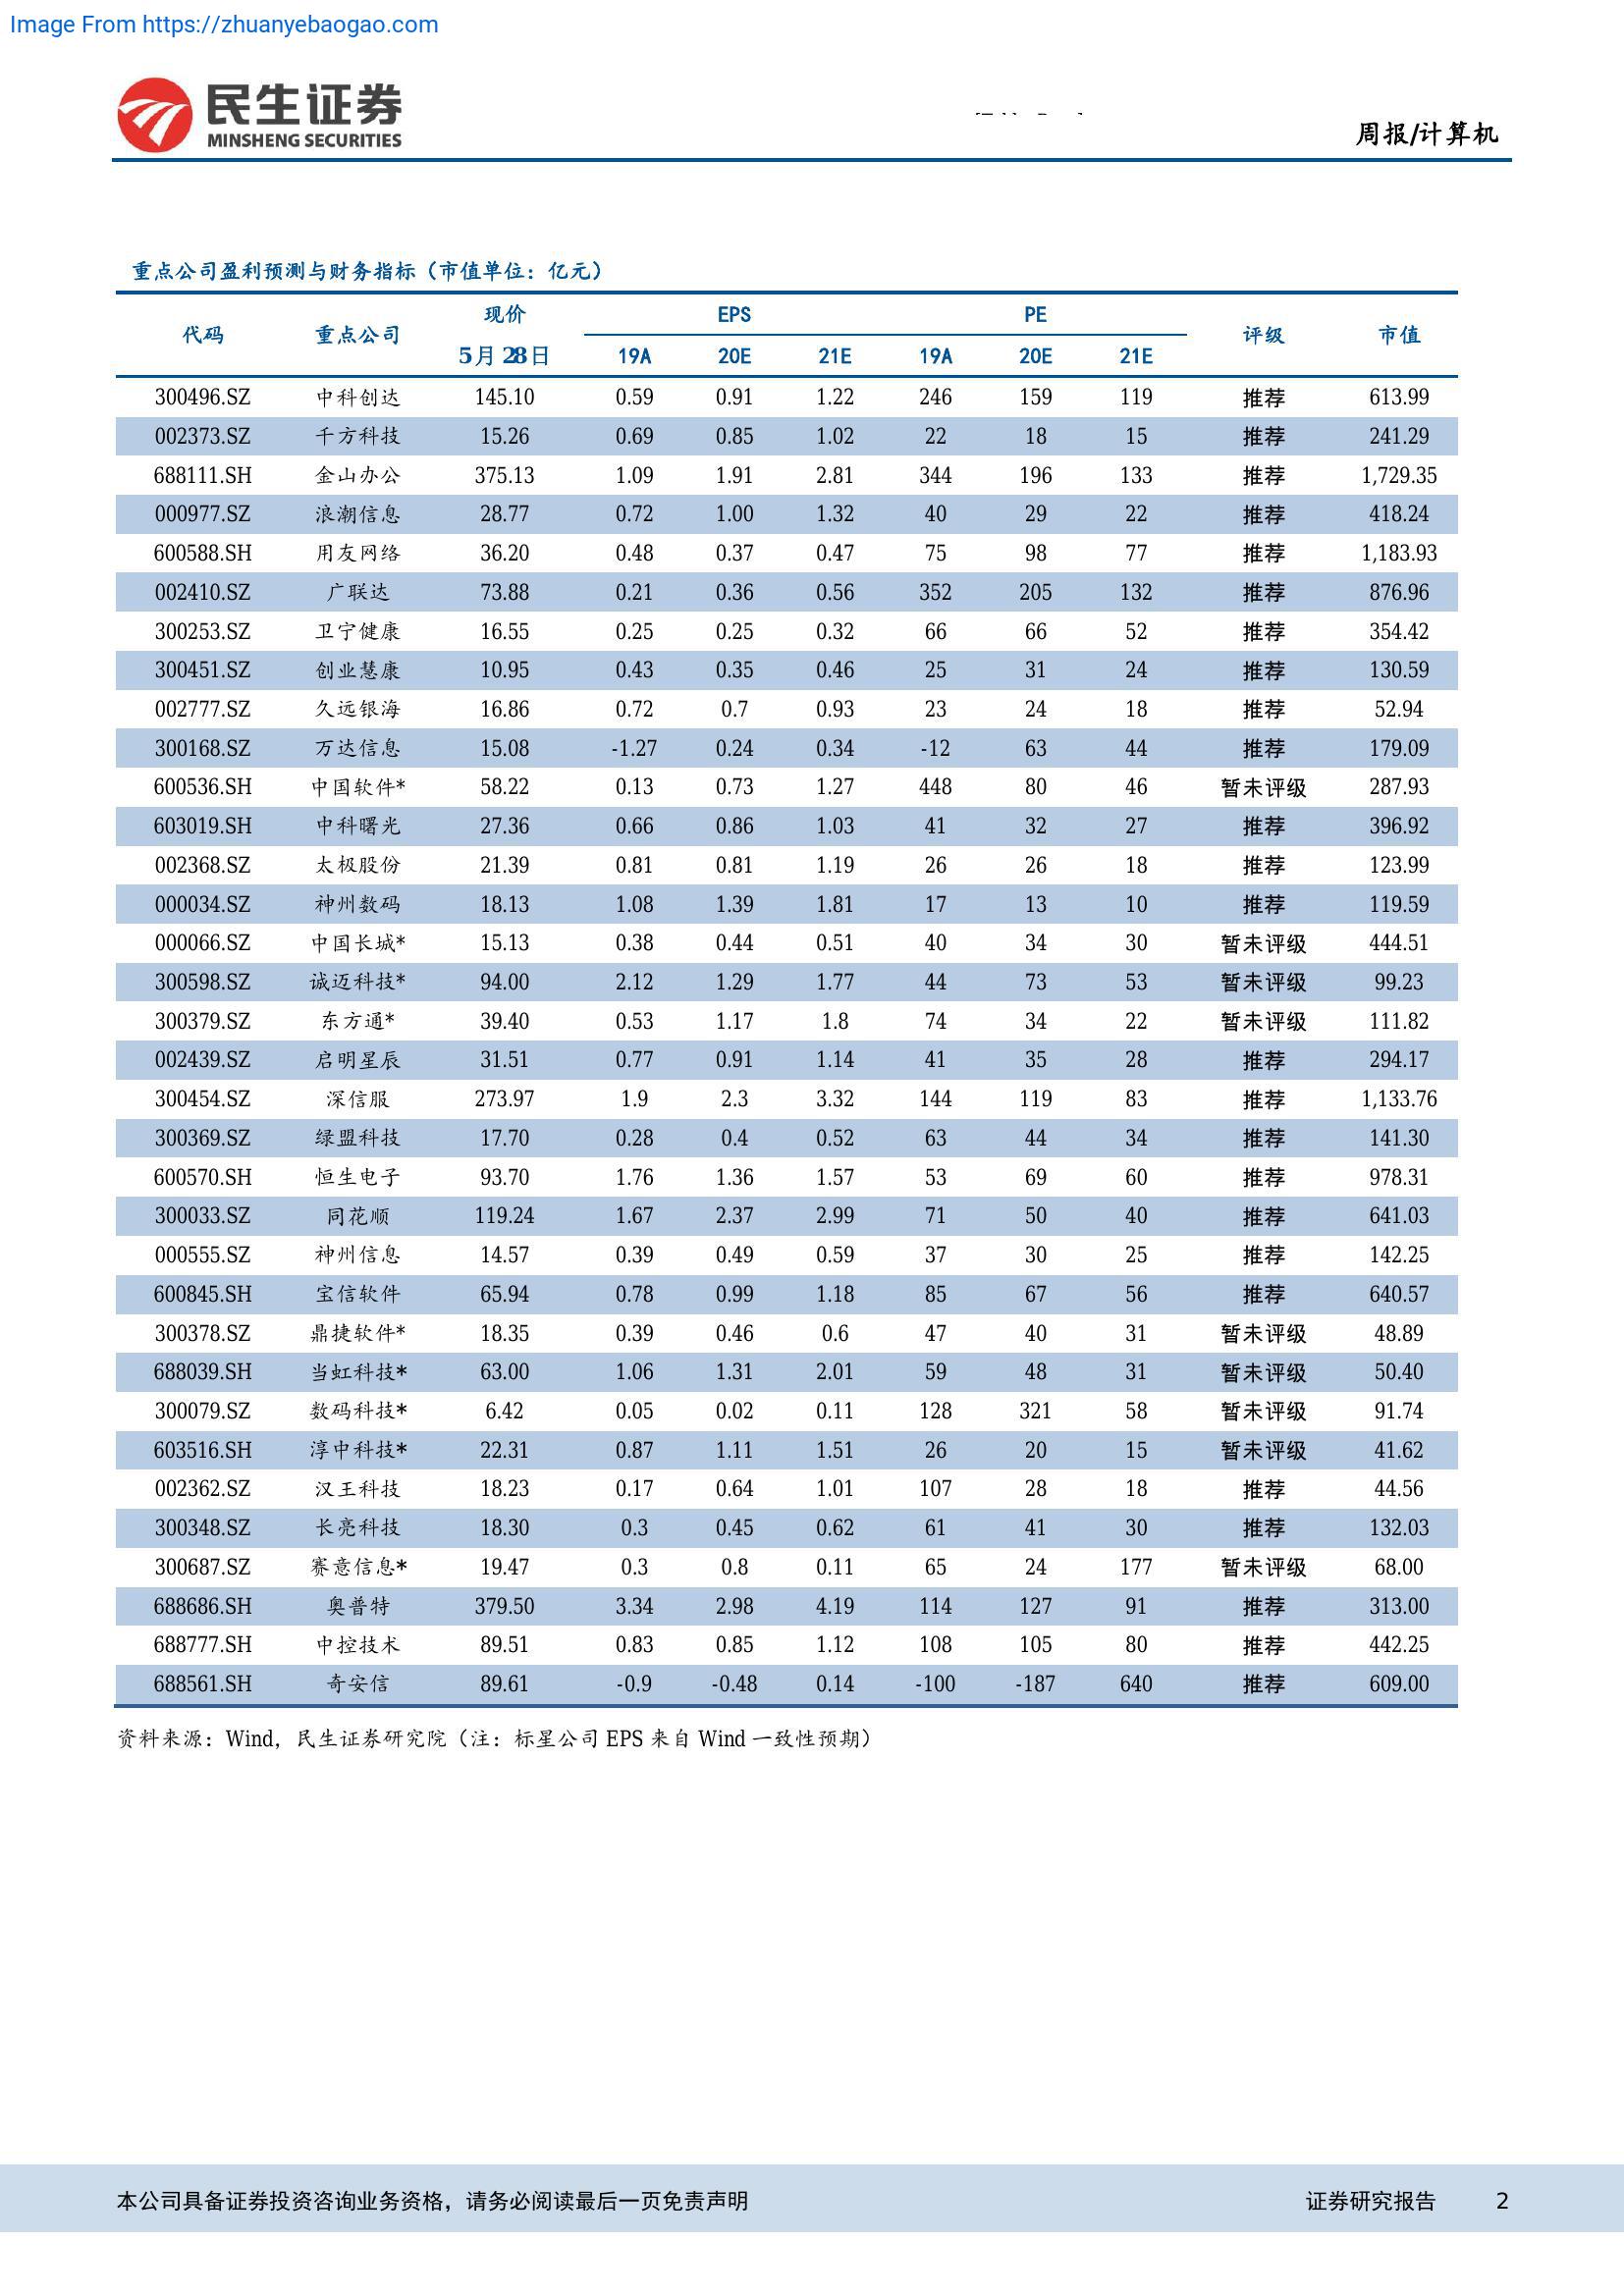 Image From https://zhuanyebaogao.com
民生证券
MINSHENG SECURITIES
周报/计算机
重点公司盈利预测与财务指标（市值单位：亿元）
代码 重点公司 现价 EPS PE 评级 市值
5月28日 19A 20E 21E 19A 20E 21E
300496.SZ 中科创达 145.10 0.59 0.91 1.22 246 159 119 推荐 613.99
002373.SZ 千方科技 15.26 0.69 0.85 1.02 22 18 15 推荐 241.29
688111.SH 金山办公 375.13 1.09 1.91 2.81 344 196 133 推荐 1,729.35
000977.SZ 浪潮信息 28.77 0.72 1.00 1.32 40 29 22 推荐 418.24
600588.SH 用友网络 36.20 0.48 0.37 0.47 75 98 77 推荐 1,183.93
002410.SZ 广联达 73.88 0.21 0.36 0.56 352 205 132 推荐 876.96
300253.SZ 卫宁健康 16.55 0.25 0.25 0.32 66 66 52 推荐 354.42
300451.SZ 创业慧康 10.95 0.43 0.35 0.46 25 31 24 推荐 130.59
002777.SZ 久远银海 16.86 0.72 0.7 0.93 23 24 18 推荐 52.94
300168.SZ 万达信息 15.08 -1.27 0.24 0.34 -12 63 44 推荐 179.09
600536.SH 中国软件* 58.22 0.13 0.73 1.27 448 80 46 暂未评级 287.93
603019.SH 中科曙光 27.36 0.66 0.86 1.03 41 32 27 推荐 396.92
002368.SZ 太极股份 21.39 0.81 0.81 1.19 26 26 18 推荐 123.99
000034.SZ 神州数码 18.13 1.08 1.39 1.81 17 13 10 推荐 119.59
000066.SZ 中国长城* 15.13 0.38 0.44 0.51 40 34 30 暂未评级 444.51
300598.SZ 诚迈科技* 94.00 2.12 1.29 1.77 44 73 53 暂未评级 99.23
300379.SZ 东方通* 39.40 0.53 1.17 1.8 74 34 22 暂未评级 111.82
002439.SZ 启明星辰 31.51 0.77 0.91 1.14 41 35 28 推荐 294.17
300454.SZ 深信服 273.97 1.9 2.3 3.32 144 119 83 推荐 1,133.76
300369.SZ 绿盟科技 17.70 0.28 0.4 0.52 63 44 34 推荐 141.30
600570.SH 恒生电子 93.70 1.76 1.36 1.57 53 69 60 推荐 978.31
300033.SZ 同花顺 119.24 1.67 2.37 2.99 71 50 40 推荐 641.03
000555.SZ 神州信息 14.57 0.39 0.49 0.59 37 30 25 推荐 142.25
600845.SH 宝信软件 65.94 0.78 0.99 1.18 85 67 56 推荐 640.57
300378.SZ 鼎捷软件* 18.35 0.39 0.46 0.6 47 40 31 暂未评级 48.89
688039.SH 当虹科技* 63.00 1.06 1.31 2.01 59 48 31 暂未评级 50.40
300079.SZ 数码科技* 6.42 0.05 0.02 0.11 128 321 58 暂未评级 91.74
603516.SH 淳中科技* 22.31 0.87 1.11 1.51 26 20 15 暂未评级 41.62
002362.SZ 汉王科技 18.23 0.17 0.64 1.01 107 28 18 推荐 44.56
300348.SZ 长亮科技 18.30 0.3 0.45 0.62 61 41 30 推荐 132.03
300687.SZ 赛意信息* 19.47 0.3 0.8 0.11 65 24 177 暂未评级 68.00
688686.SH 奥普特 379.50 3.34 2.98 4.19 114 127 91 推荐 313.00
688777.SH 中控技术 89.51 0.83 0.85 1.12 108 105 80 推荐 442.25
688561.SH 奇安信 89.61 -0.9 -0.48 0.14 -100 -187 640 推荐 609.00
资料来源：Wind，民生证券研究院（注：标星公司 EPS 来自 Wind 一致性预期）
本公司具备证券投资咨询业务资格，请务必阅读最后一页免责声明 证券研究报告 2